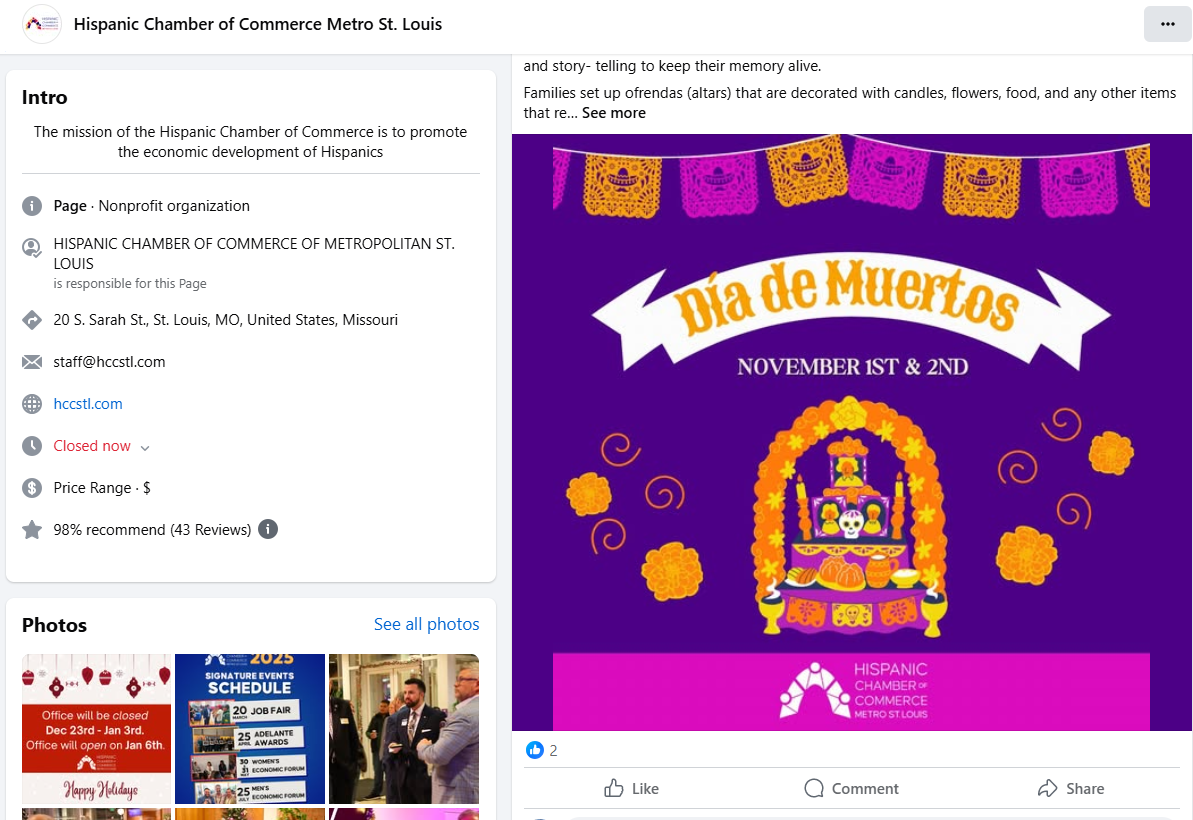 Hispanic Chamber of Commerce Metro St. Louis
Intro
The mission of the Hispanic Chamber of Commerce is to promote
the economic development of Hispanics
Page · Nonprofit organization
HISPANIC CHAMBER OF COMMERCE OF METROPOLITAN ST.
LOUIS
is responsible for this Page
20 S. Sarah St., St. Louis, MO, United States, Missouri
staff@hccstl.com
hccstl.com
Closed now
Price Range · $
98% recommend (43 Reviews)
Photos
See all photos
Office will be closed
Dec 23rd - Jan 3rd.
Office will open on Jan 6th.
Happy Holidays
2025
SIGNATURE EVENTS
SCHEDULE
20 JOB FAIR
MARCH
25 ADELANTE
APRIL AWARDS
30 WOMEN'S
MAY ECONOMIC FORUM
25 MEN'S
JULY ECONOMIC FORUM
and story- telling to keep their memory alive.
Families set up ofrendas (altars) that are decorated with candles, flowers, food, and any other items
that re... See more
Día de Muertos
NOVEMBER 1ST & 2ND
HISPANIC
CHAMBER OF
COMMERCE
METRO ST.LOUIS
2
Like
Comment
Share